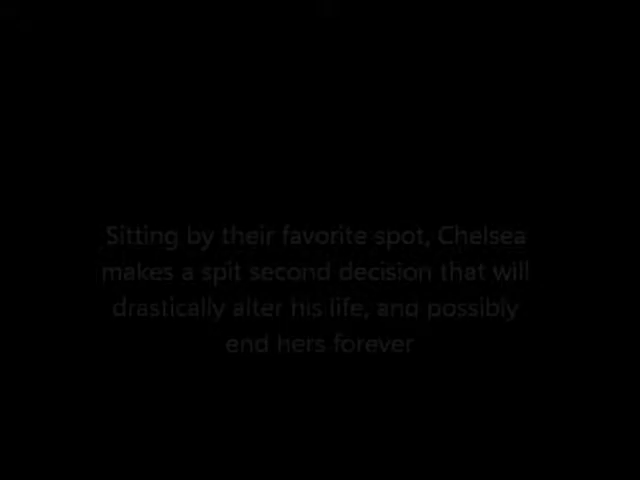 Sitting by their favorite spot, Chelsea
makes a spit second decision that will
drastically alter his life, and possibly
end hers forever